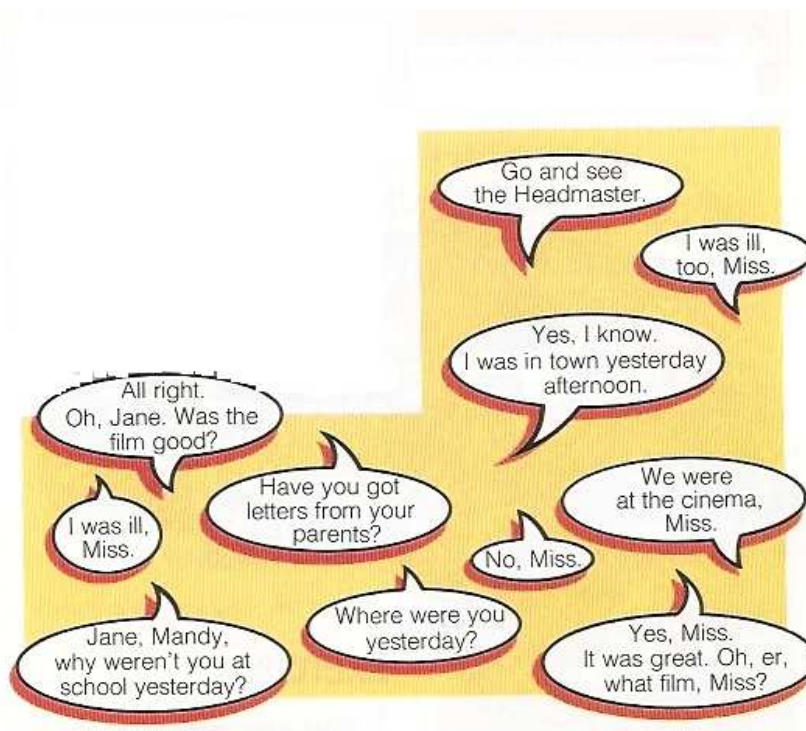 Go and see
the Headmaster.
I was ill,
too, Miss.
Yes, I know.
I was in town yesterday
afternoon.
All right.
Oh, Jane. Was the
film good?
Have you got
letters from your
parents?
We were
at the cinema,
Miss.
I was ill,
Miss.
No, Miss.
Where were you
yesterday?
Jane, Mandy,
why weren't you at
school yesterday?
Yes, Miss.
It was great. Oh, er,
what film, Miss?